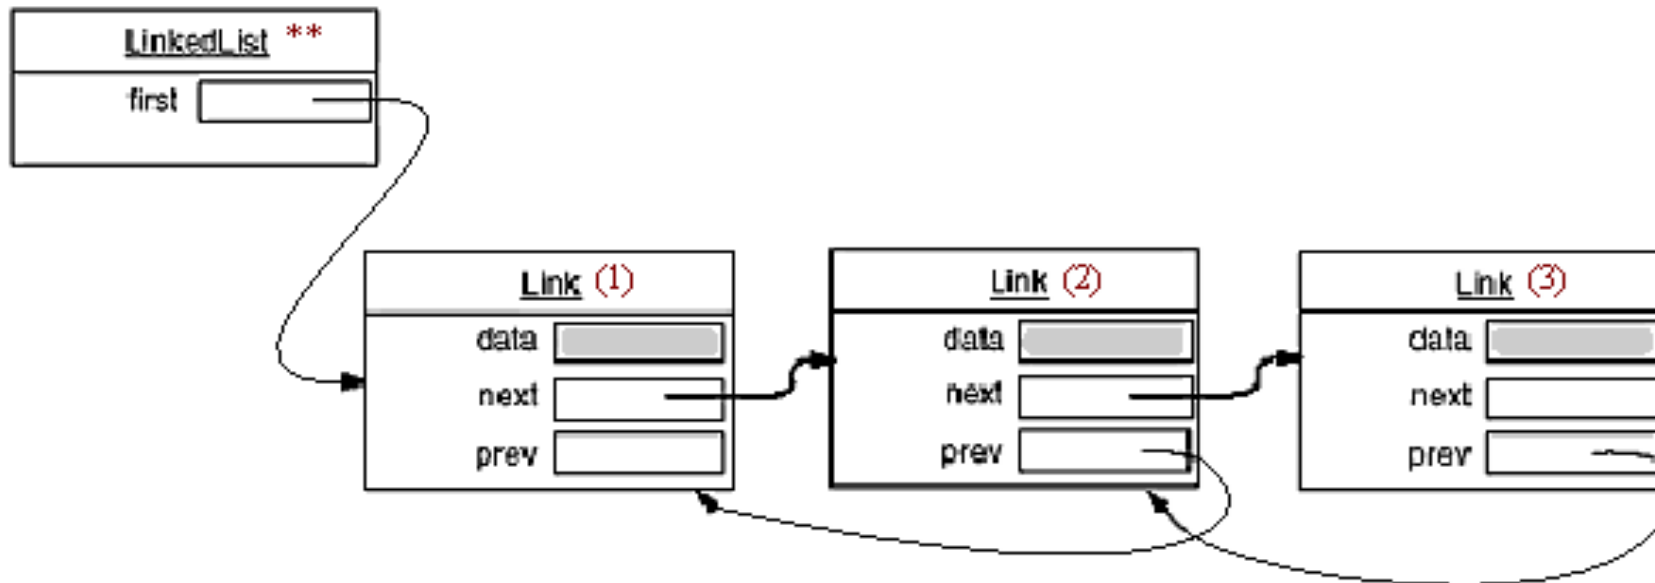 LinkedList **
first
Link (1)
data
next
prev
Link (2)
data
next
prev
Link (3)
data
next
prev